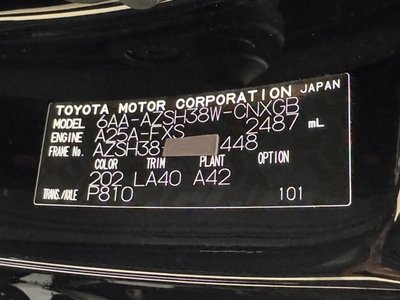 TOYOTA MOTOR CORPORATION JAPAN
MODEL 6AA-AZSH38W-CNXGB
ENGINE A25A-FXS 2487 mL
FRAME No. AZSH38- 448
COLOR TRIM PLANT OPTION
202 LA40 A42
TRANS./AXLE P810 101